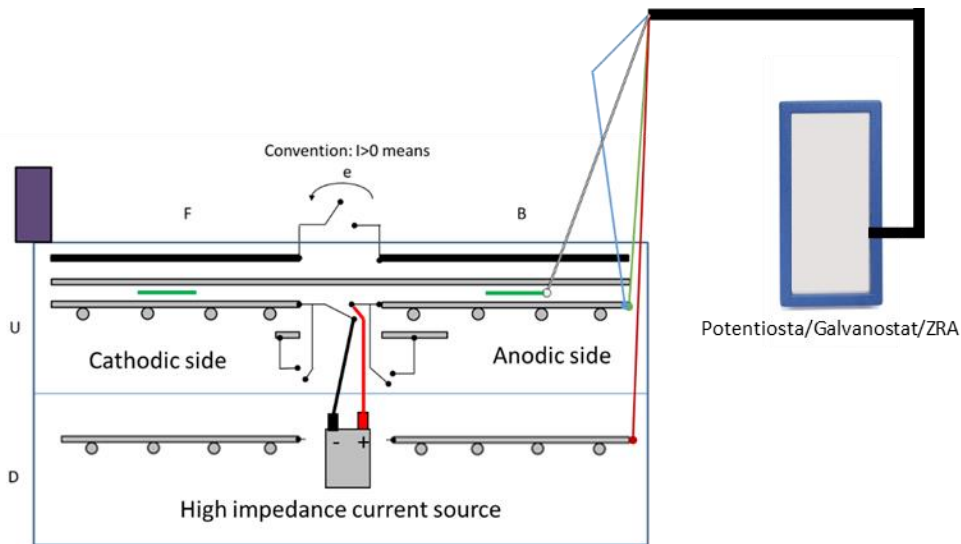 Convention: I>0 means
e
F
B
U
Cathodic side
Anodic side
Potentiosta/Galvanostat/ZRA
- +
D
High impedance current source